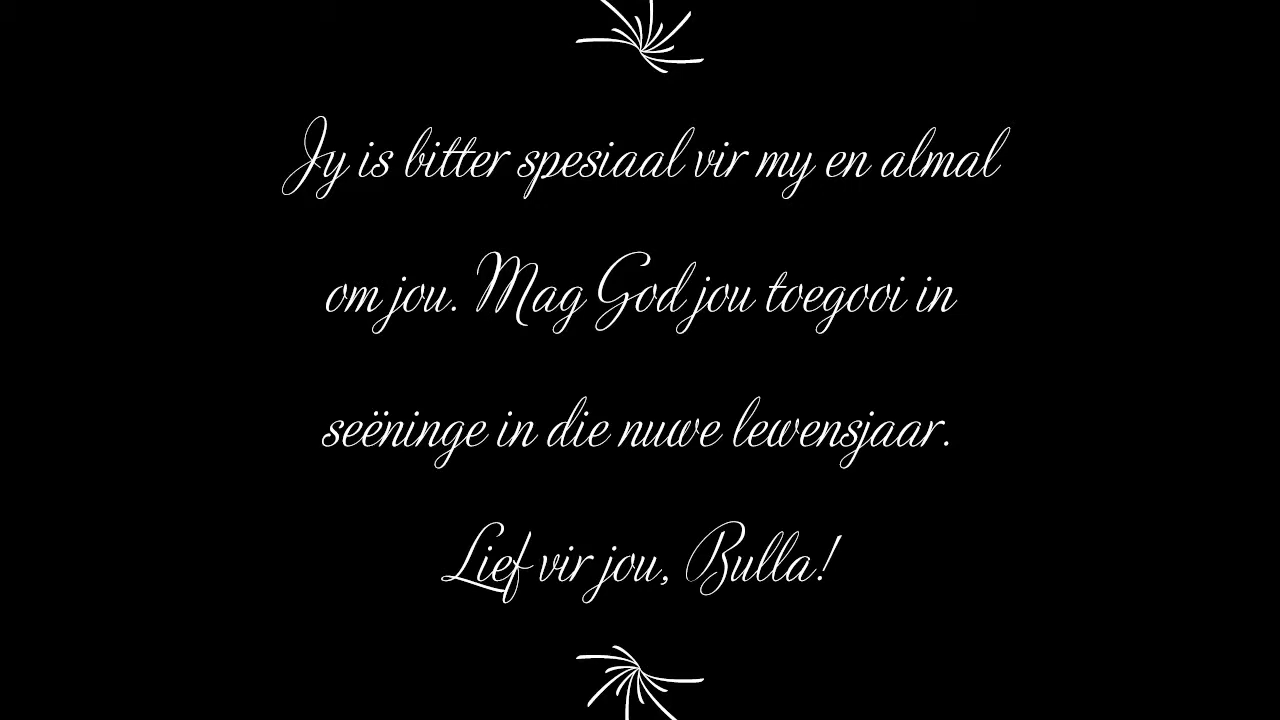 Jy is bitter spesiaal vir my en almal
om jou. Mag God jou toegooi in
seëninge in die nuwe lewensjaar.
Lief vir jou, Bulla!